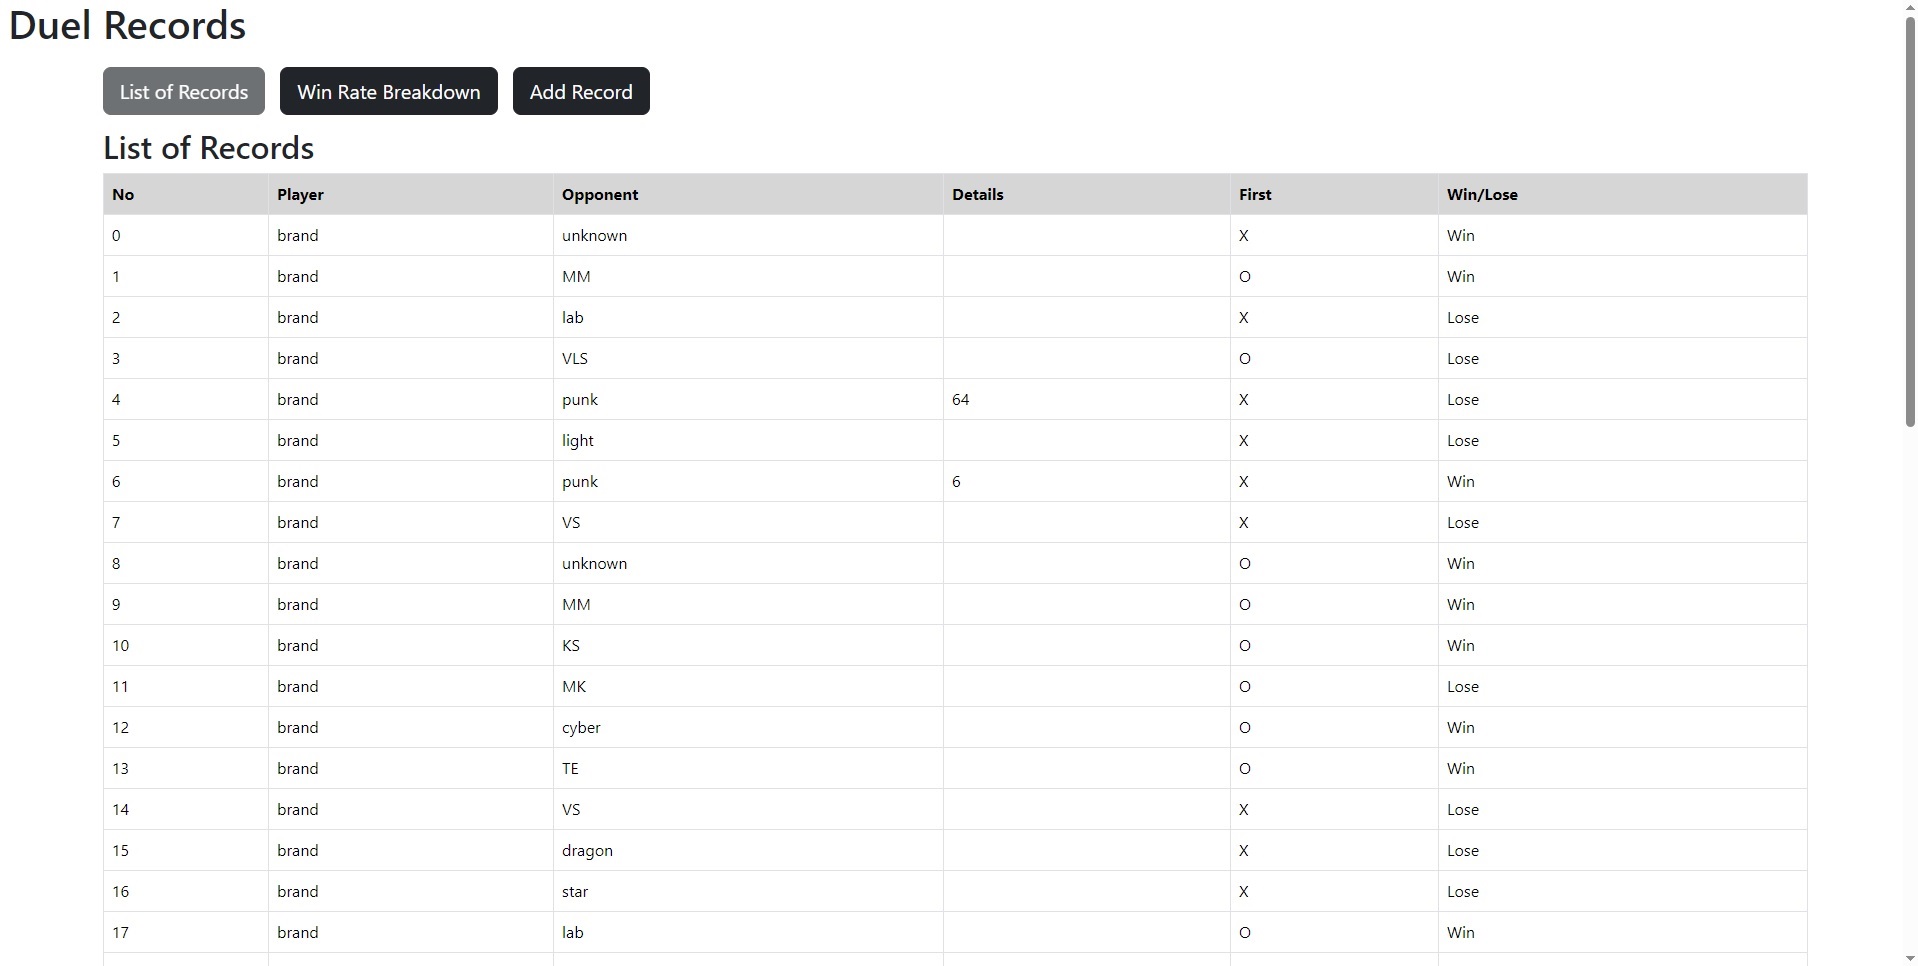 Duel Records
List of Records Win Rate Breakdown Add Record
List of Records
No Player Opponent Details First Win/Lose
0 brand unknown X Win
1 brand MM O Win
2 brand lab X Lose
3 brand VLS O Lose
4 brand punk 64 X Lose
5 brand light X Lose
6 brand punk 6 X Win
7 brand VS X Lose
8 brand unknown O Win
9 brand MM O Win
10 brand KS O Win
11 brand MK O Lose
12 brand cyber O Win
13 brand TE O Win
14 brand VS X Lose
15 brand dragon X Lose
16 brand star X Lose
17 brand lab O Win